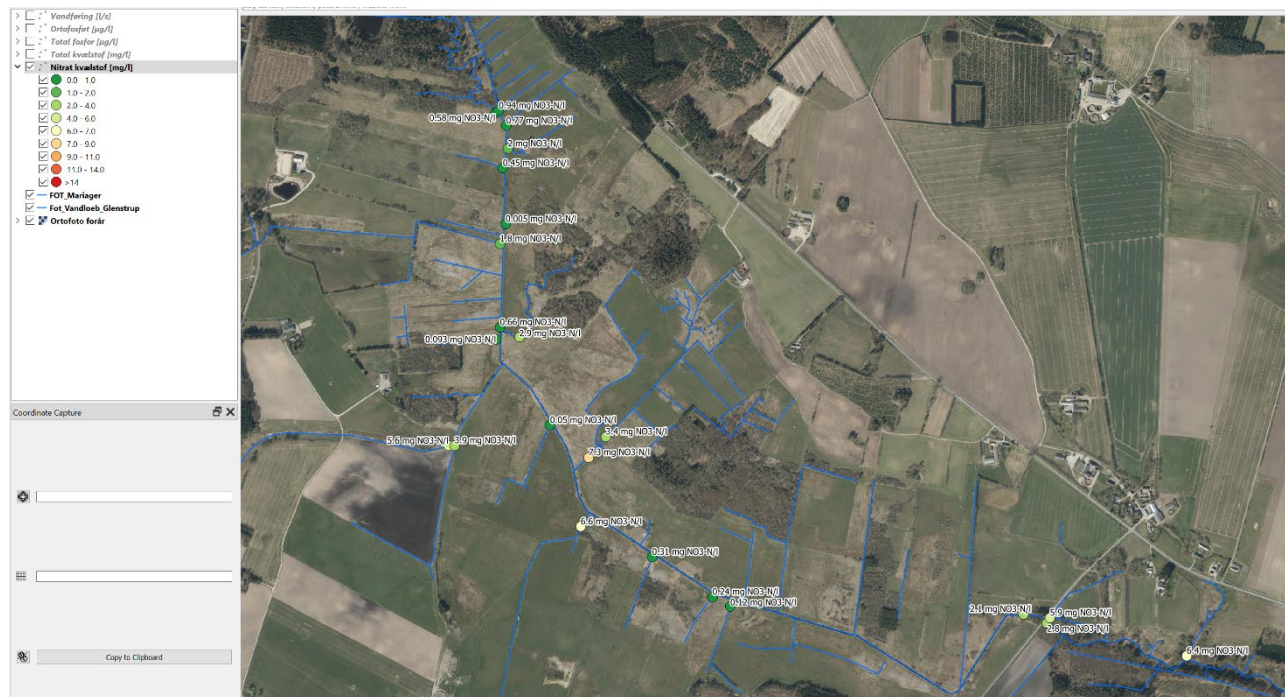 Vandføring [l/s]
Ortofosfat [µg/l]
Total fosfor [µg/l]
Total kvælstof [mg/l]
Nitrat kvælstof [mg/l]
0.0 - 1.0
1.0 - 2.0
2.0 - 4.0
4.0 - 6.0
6.0 - 7.0
7.0 - 9.0
9.0 - 11.0
11.0 - 14.0
>14
FOT_Mariager
Fot_Vandloeb_Glenstrup
Ortofoto forår
Coordinate Capture
Copy to Clipboard
0.94 mg NO3-N/l
0.58 mg NO3-N/l
0.77 mg NO3-N/l
2 mg NO3-N/l
0.45 mg NO3-N/l
0.005 mg NO3-N/l
1.8 mg NO3-N/l
0.66 mg NO3-N/l
0.093 mg NO3-N/l
2.9 mg NO3-N/l
0.05 mg NO3-N/l
5.6 mg NO3-N/l
3.9 mg NO3-N/l
3.4 mg NO3-N/l
7.3 mg NO3-N/l
6.6 mg NO3-N/l
0.31 mg NO3-N/l
0.24 mg NO3-N/l
0.12 mg NO3-N/l
2.1 mg NO3-N/l
5.9 mg NO3-N/l
2.8 mg NO3-N/l
6.4 mg NO3-N/l